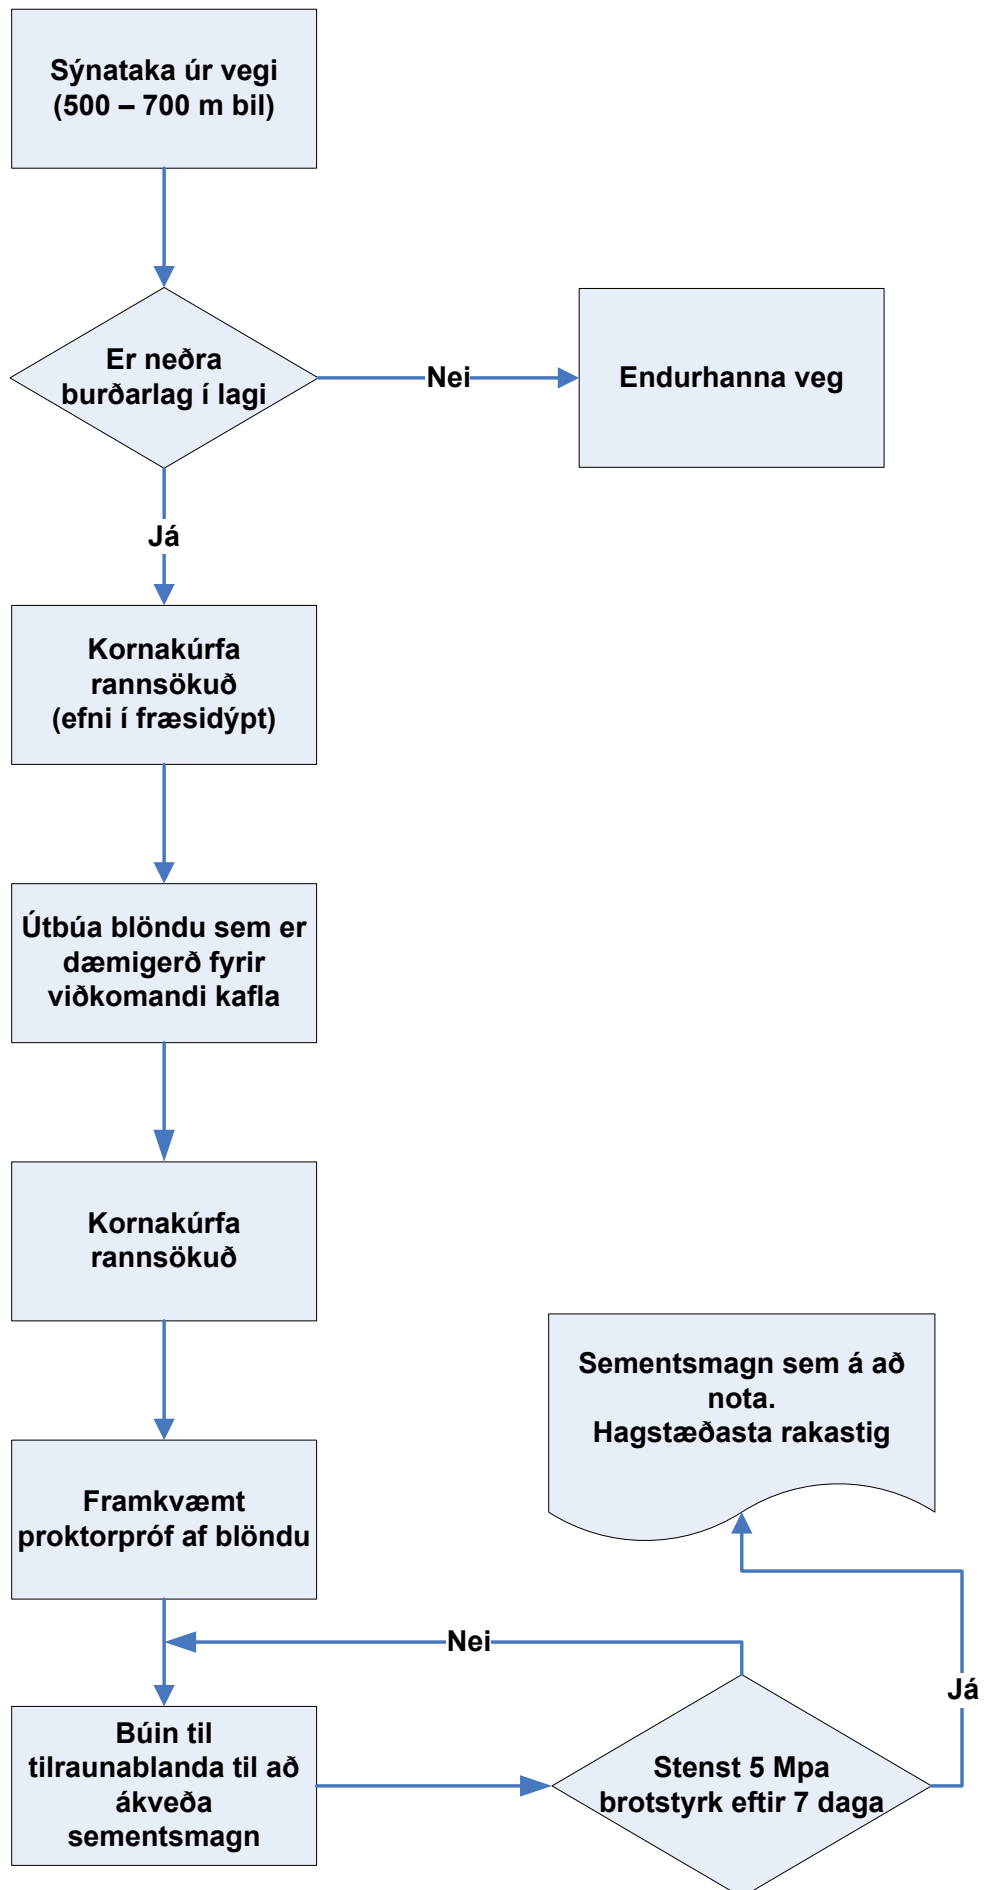 Sýnataka úr vegi
(500 – 700 m bil)
Er neðra
burðarlag í lagi
Nei
Endurhanna veg
Já
Kornakúrfa
rannsökuð
(efni í fræsidýpt)
Útbúa blöndu sem er
dæmigerð fyrir
viðkomandi kafla
Kornakúrfa
rannsökuð
Framkvæmt
proktorpróf af blöndu
Búin til
tilraunablanda til að
ákveða
sementsmagn
Stenst 5 Mpa
brotstyrk eftir 7 daga
Nei
Já
Sementsmagn sem á að
nota.
Hagstæðasta rakastig